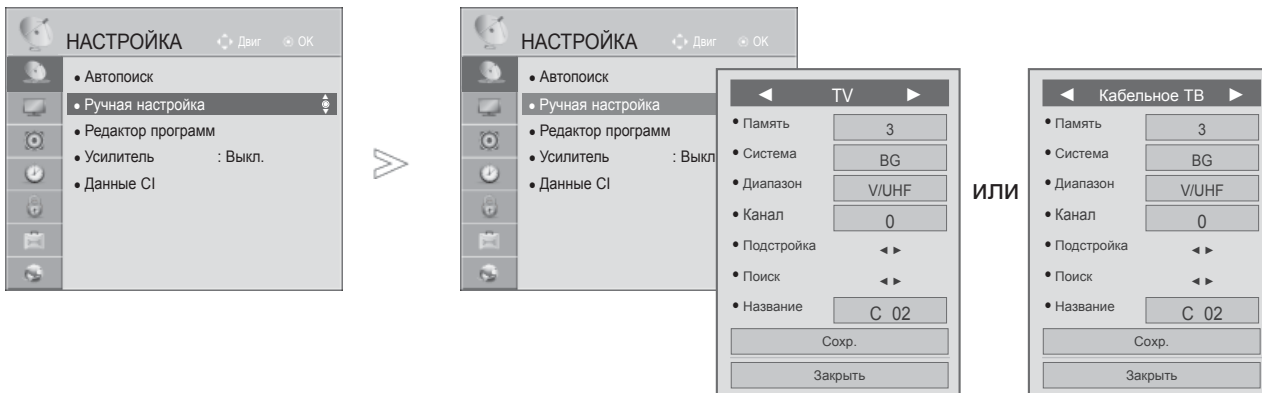 НАСТРОЙКА Двиг ОК
• Автопоиск
• Ручная настройка
• Редактор программ
• Усилитель : Выкл.
• Данные CI
НАСТРОЙКА Двиг ОК
• Автопоиск
• Ручная настройка
• Редактор программ
• Усилитель : Выкл
• Данные CI
◄ TV ►
• Память 3
• Система BG
• Диапазон V/UHF
• Канал 0
• Подстройка ◄ ►
• Поиск ◄ ►
• Название C 02
Сохр.
Закрыть
или
◄ Кабельное ТВ ►
• Память 3
• Система BG
• Диапазон V/UHF
• Канал 0
• Подстройка ◄ ►
• Поиск ◄ ►
• Название C 02
Сохр.
Закрыть